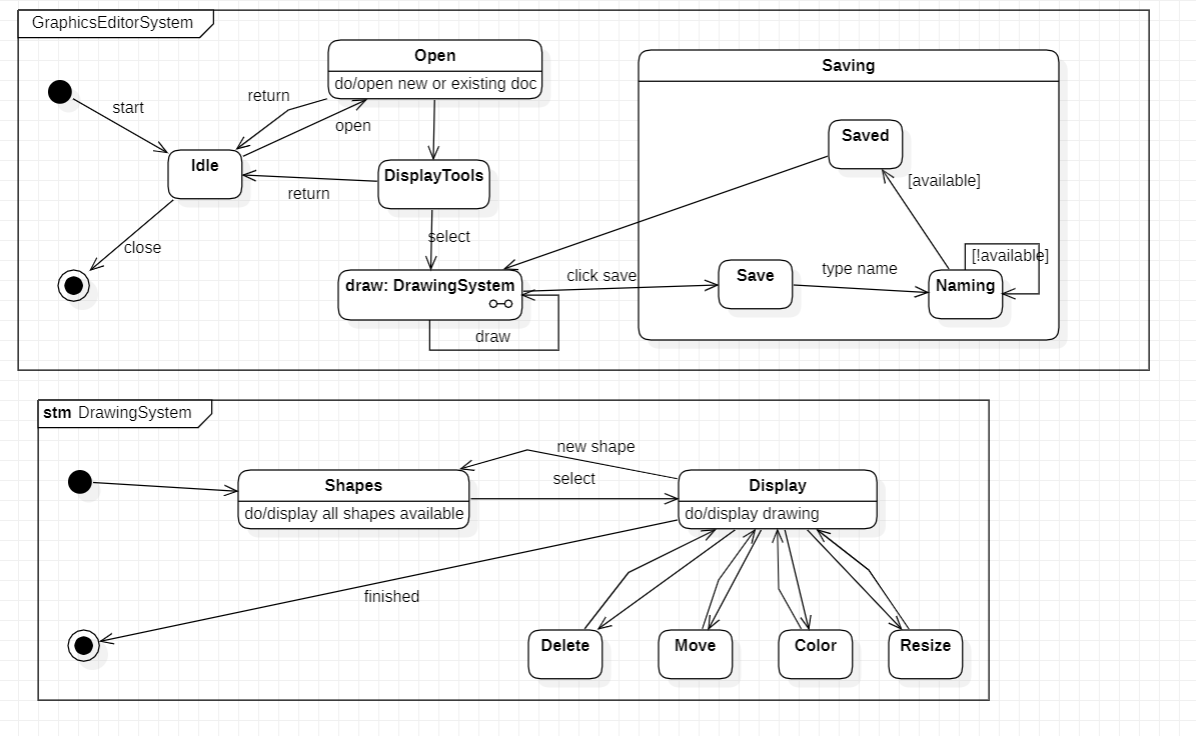 GraphicsEditorSystem
Open
do/open new or existing doc
Saving
start
return
open
Idle
Saved
DisplayTools
[available]
return
select
close
draw: DrawingSystem
click save
Save
type name
[!available]
Naming
draw
stm DrawingSystem
new shape
select
Shapes
do/display all shapes available
Display
do/display drawing
finished
Delete
Move
Color
Resize